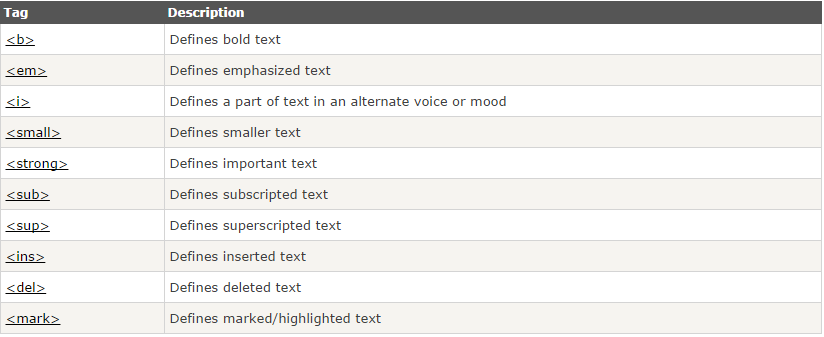 Tag Description
<b> Defines bold text
<em> Defines emphasized text
<i> Defines a part of text in an alternate voice or mood
<small> Defines smaller text
<strong> Defines important text
<sub> Defines subscripted text
<sup> Defines superscripted text
<ins> Defines inserted text
<del> Defines deleted text
<mark> Defines marked/highlighted text